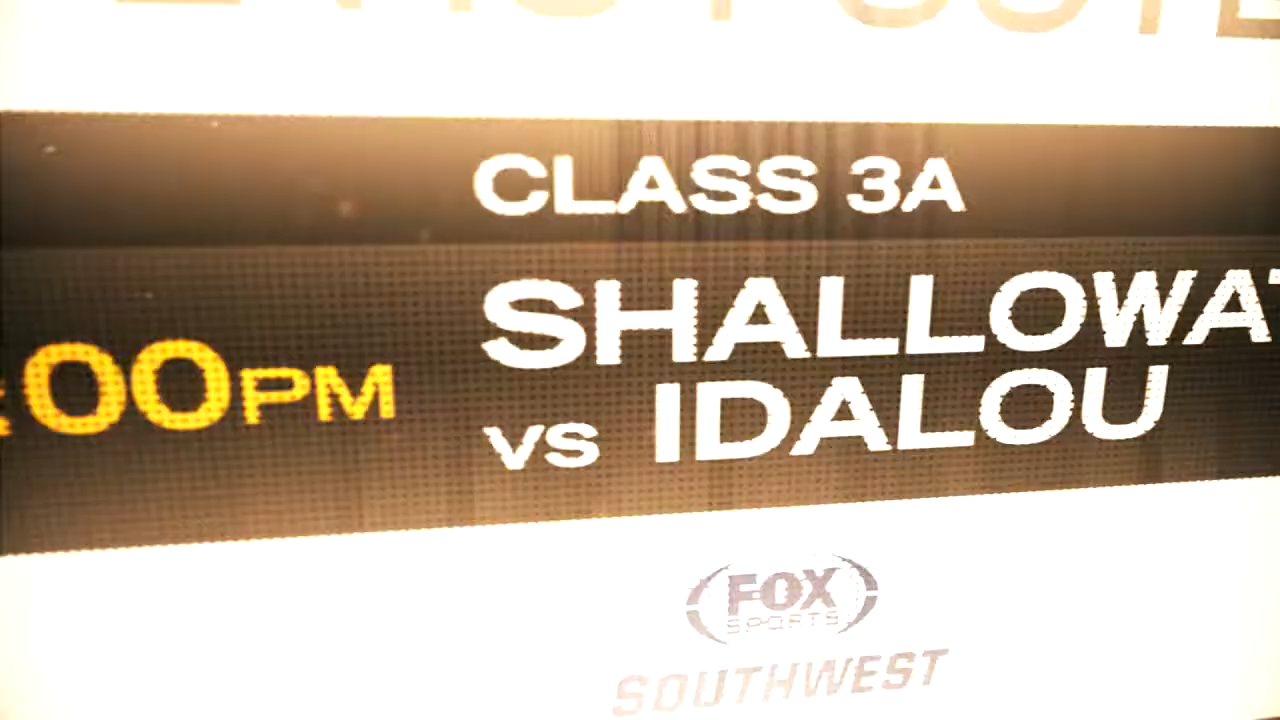 CLASS 3A
:00PM
SHALLOWAT
vs IDALOU
FOX
SPORTS
SOUTHWEST